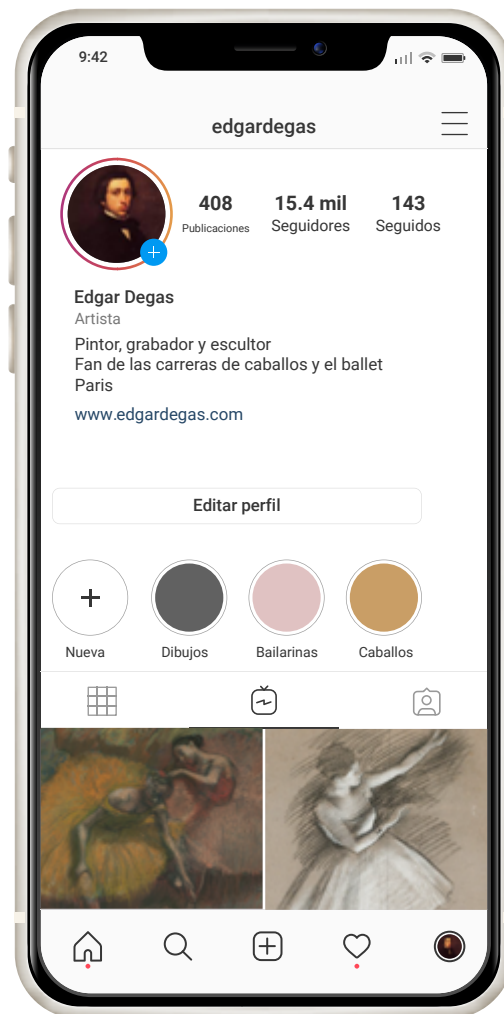 9:42
edgardegas
408 15.4 mil 143
Publicaciones Seguidores Seguidos
Edgar Degas
Artista
Pintor, grabador y escultor
Fan de las carreras de caballos y el ballet
Paris
www.edgardegas.com
Editar perfil
Nueva Dibujos Bailarinas Caballos